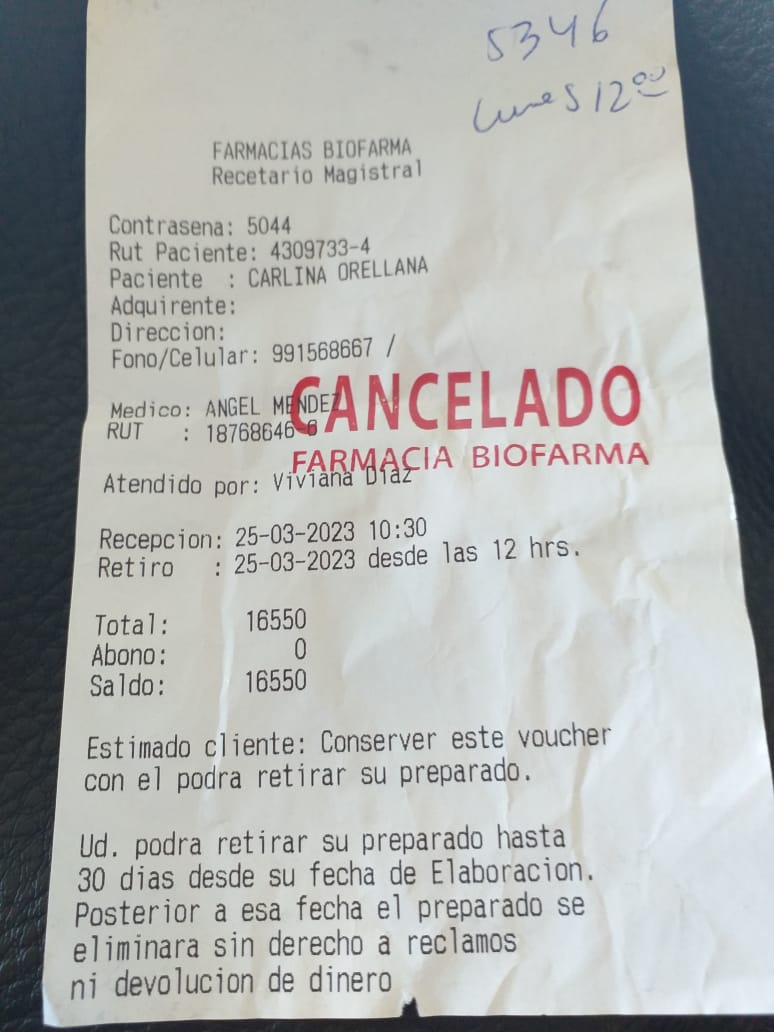 5346
Lunes 12:00
FARMACIAS BIOFARMA
Recetario Magistral
Contrasena: 5044
Rut Paciente: 4309733-4
Paciente : CARLINA ORELLANA
Adquirente:
Direccion:
Fono/Celular: 991568667 /
CANCELADO
FARMACIA BIOFARMA
Medico: ANGEL MENDEZ
RUT : 18768646-6
Atendido por: Viviana Diaz
Recepcion: 25-03-2023 10:30
Retiro : 25-03-2023 desde las 12 hrs.
Total: 16550
Abono: 0
Saldo: 16550
Estimado cliente: Conserver este voucher
con el podra retirar su preparado.
Ud. podra retirar su preparado hasta
30 dias desde su fecha de Elaboracion.
Posterior a esa fecha el preparado se
eliminara sin derecho a reclamos
ni devolucion de dinero